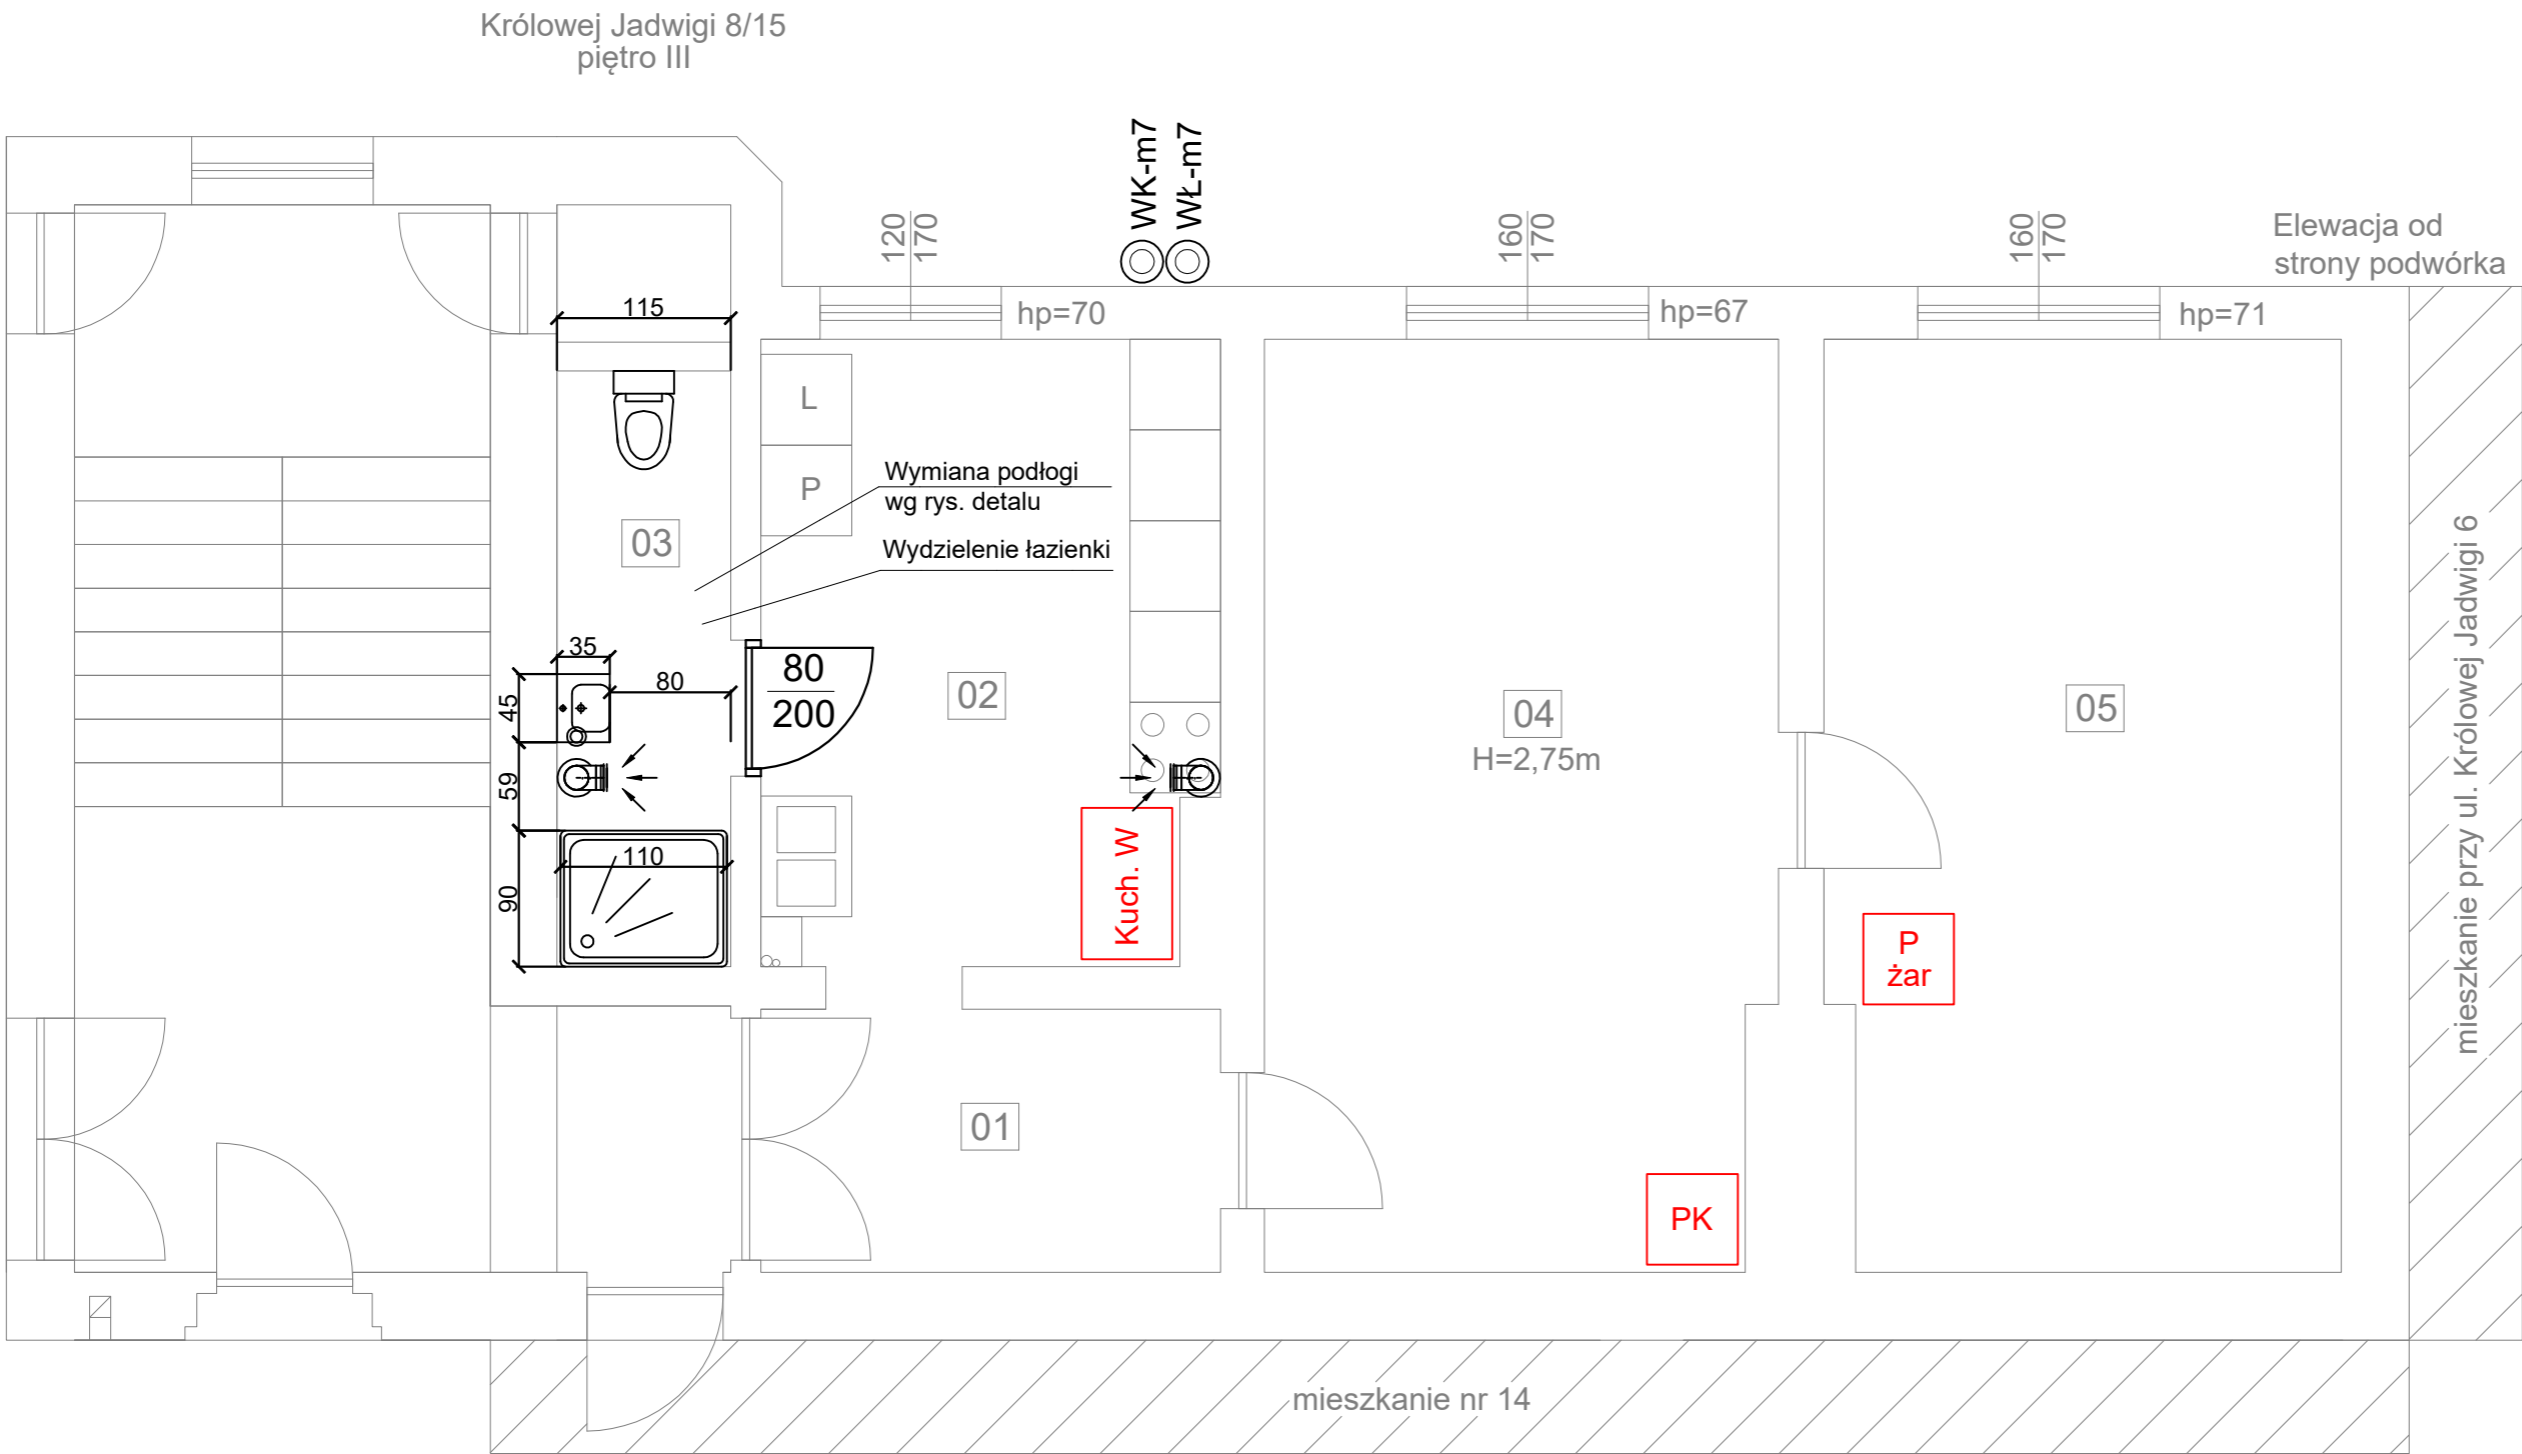 Królowej Jadwigi 8/15
piętro III
WK-m7
WŁ-m7
120
170
160
170
160
170
Elewacja od
strony podwórka
hp=70
hp=67
hp=71
115
L
P
Wymiana podłogi
wg rys. detalu
Wydzielenie łazienki
03
35
80
45
59
90
110
80
200
02
04
H=2,75m
05
Kuch. W
P
żar
PK
01
mieszkanie przy ul. Królowej Jadwigi 6
mieszkanie nr 14